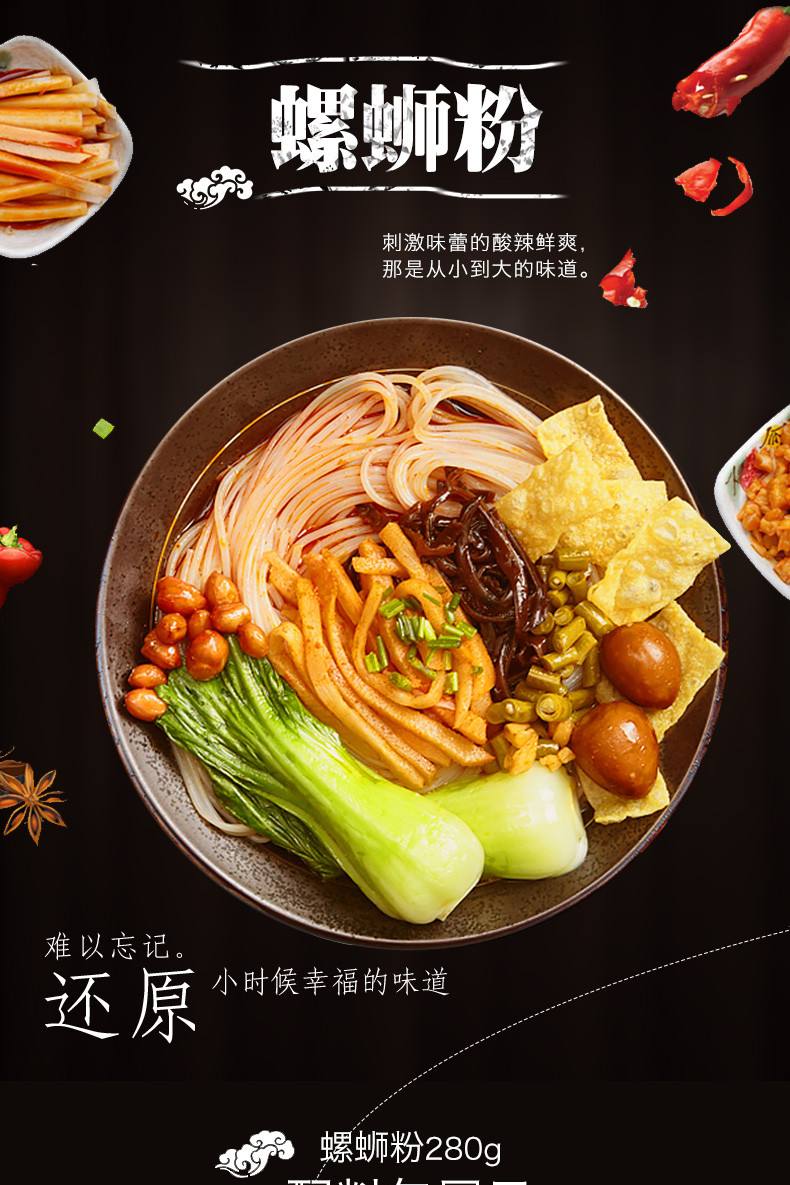 螺蛳粉
刺激味蕾的酸辣鲜爽，
那是从小到大的味道。
难以忘记。
还原 小时候幸福的味道
螺蛳粉280g